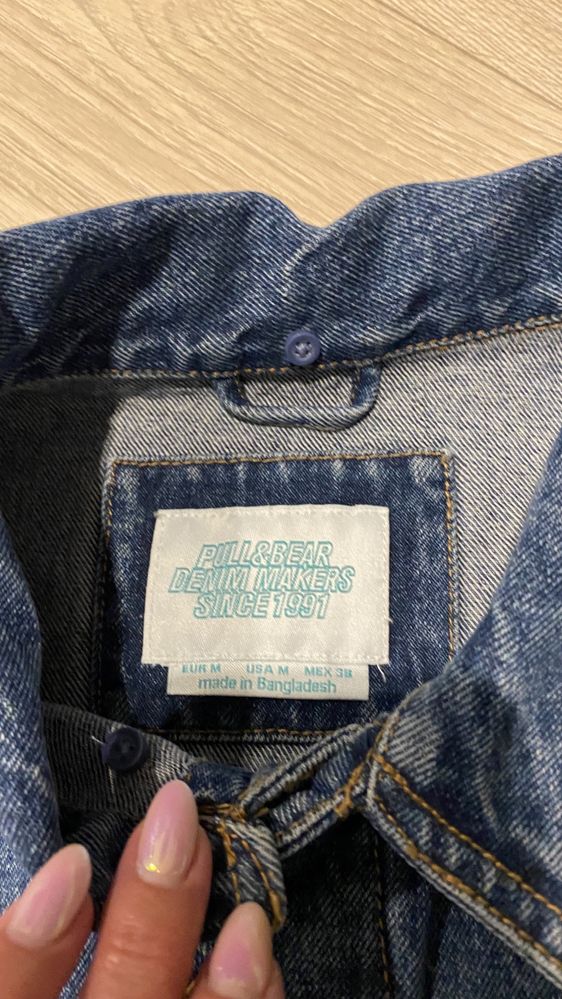 PULL&BEAR
DENIM MAKERS
SINCE 1991
EUR M USA M MEX 38
made in Bangladesh